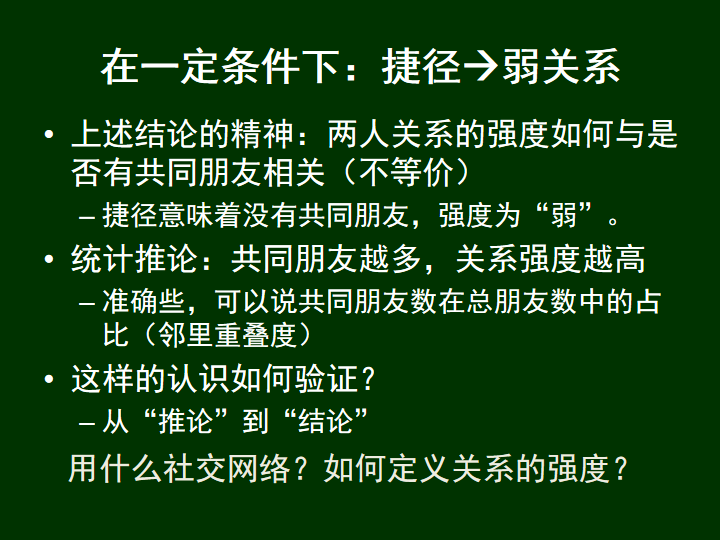 在一定条件下：捷径→弱关系
• 上述结论的精神：两人关系的强度如何与是
否有共同朋友相关（不等价）
– 捷径意味着没有共同朋友，强度为“弱”。
• 统计推论：共同朋友越多，关系强度越高
– 准确些，可以说共同朋友数在总朋友数中的占
比（邻里重叠度）
• 这样的认识如何验证？
– 从“推论”到“结论”
用什么社交网络？如何定义关系的强度？